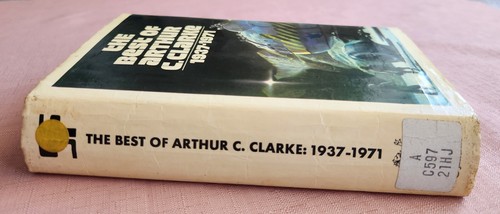 the
Best of
Arthur
C.Clarke
1937-1971
THE BEST OF ARTHUR C. CLARKE: 1937-1971
A
C597
21HJ